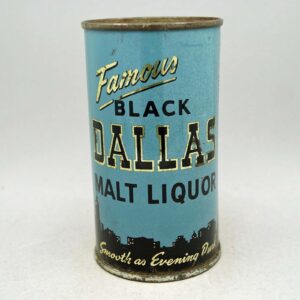 Famous
BLACK
DALLAS
MALT LIQUOR
Smooth as Evening